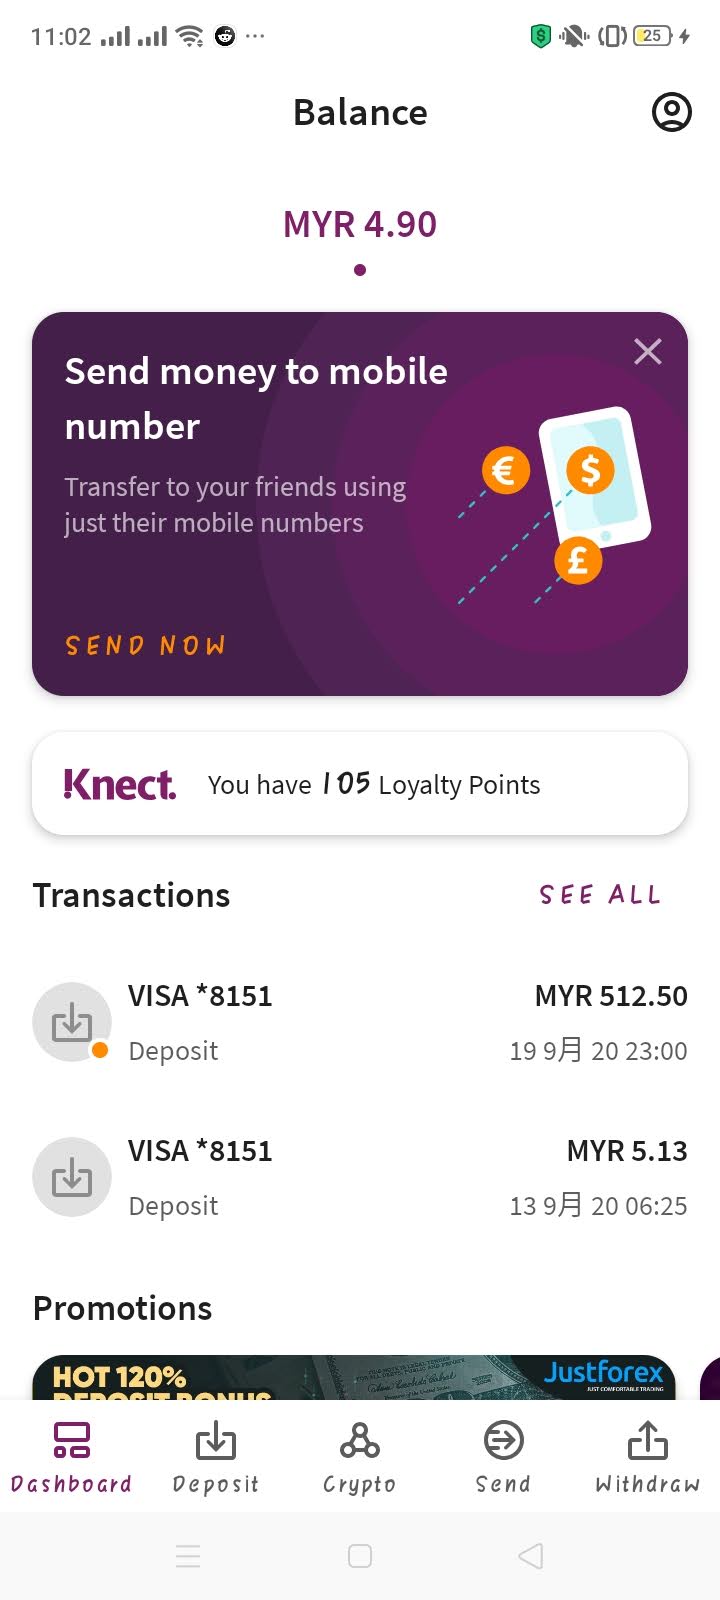 11:02
25
Balance
MYR 4.90
Send money to mobile
number
Transfer to your friends using
just their mobile numbers
SEND NOW
Knect. You have 105 Loyalty Points
Transactions SEE ALL
VISA *8151 MYR 512.50
Deposit 19 9月 20 23:00
VISA *8151 MYR 5.13
Deposit 13 9月 20 06:25
Promotions
HOT 120% Justforex
DEPOSIT BONUS JUST COMFORTABLE TRADING
Dashboard Deposit Crypto Send Withdraw